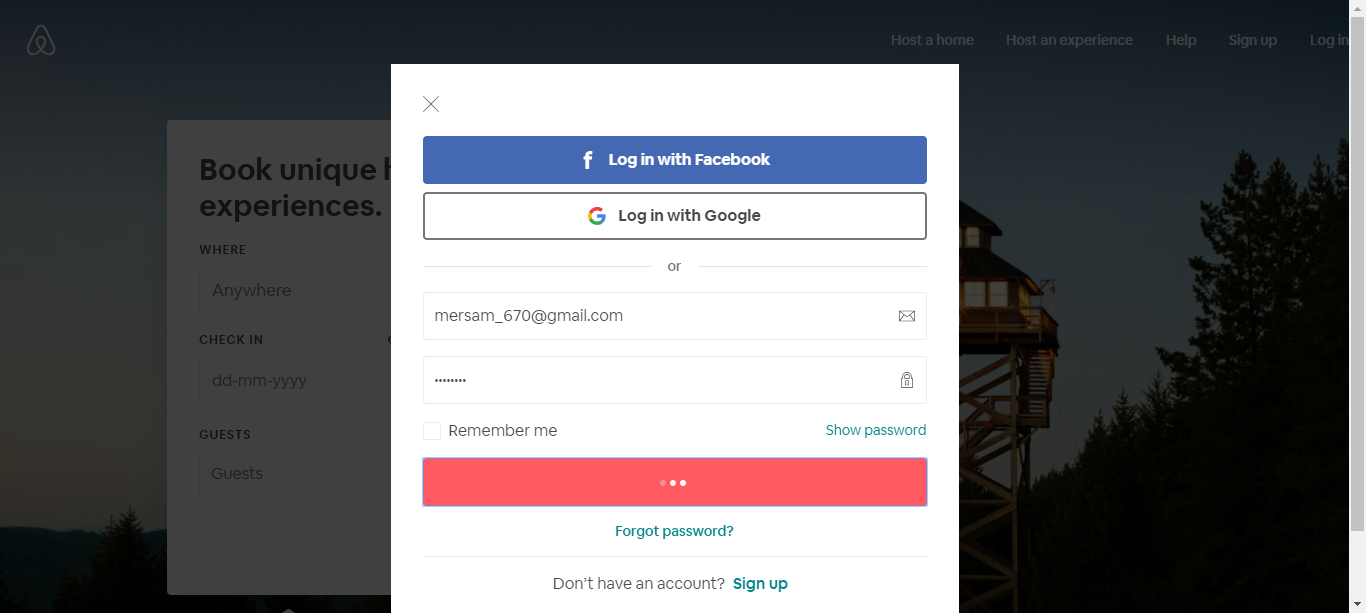 Host a home
Host an experience
Help
Sign up
Log in
Book unique
experiences.
WHERE
Anywhere
CHECK IN
dd-mm-yyyy
GUESTS
Guests
f Log in with Facebook
G Log in with Google
or
mersam_670@gmail.com
••••••••
Remember me
Show password
Forgot password?
Don't have an account? Sign up